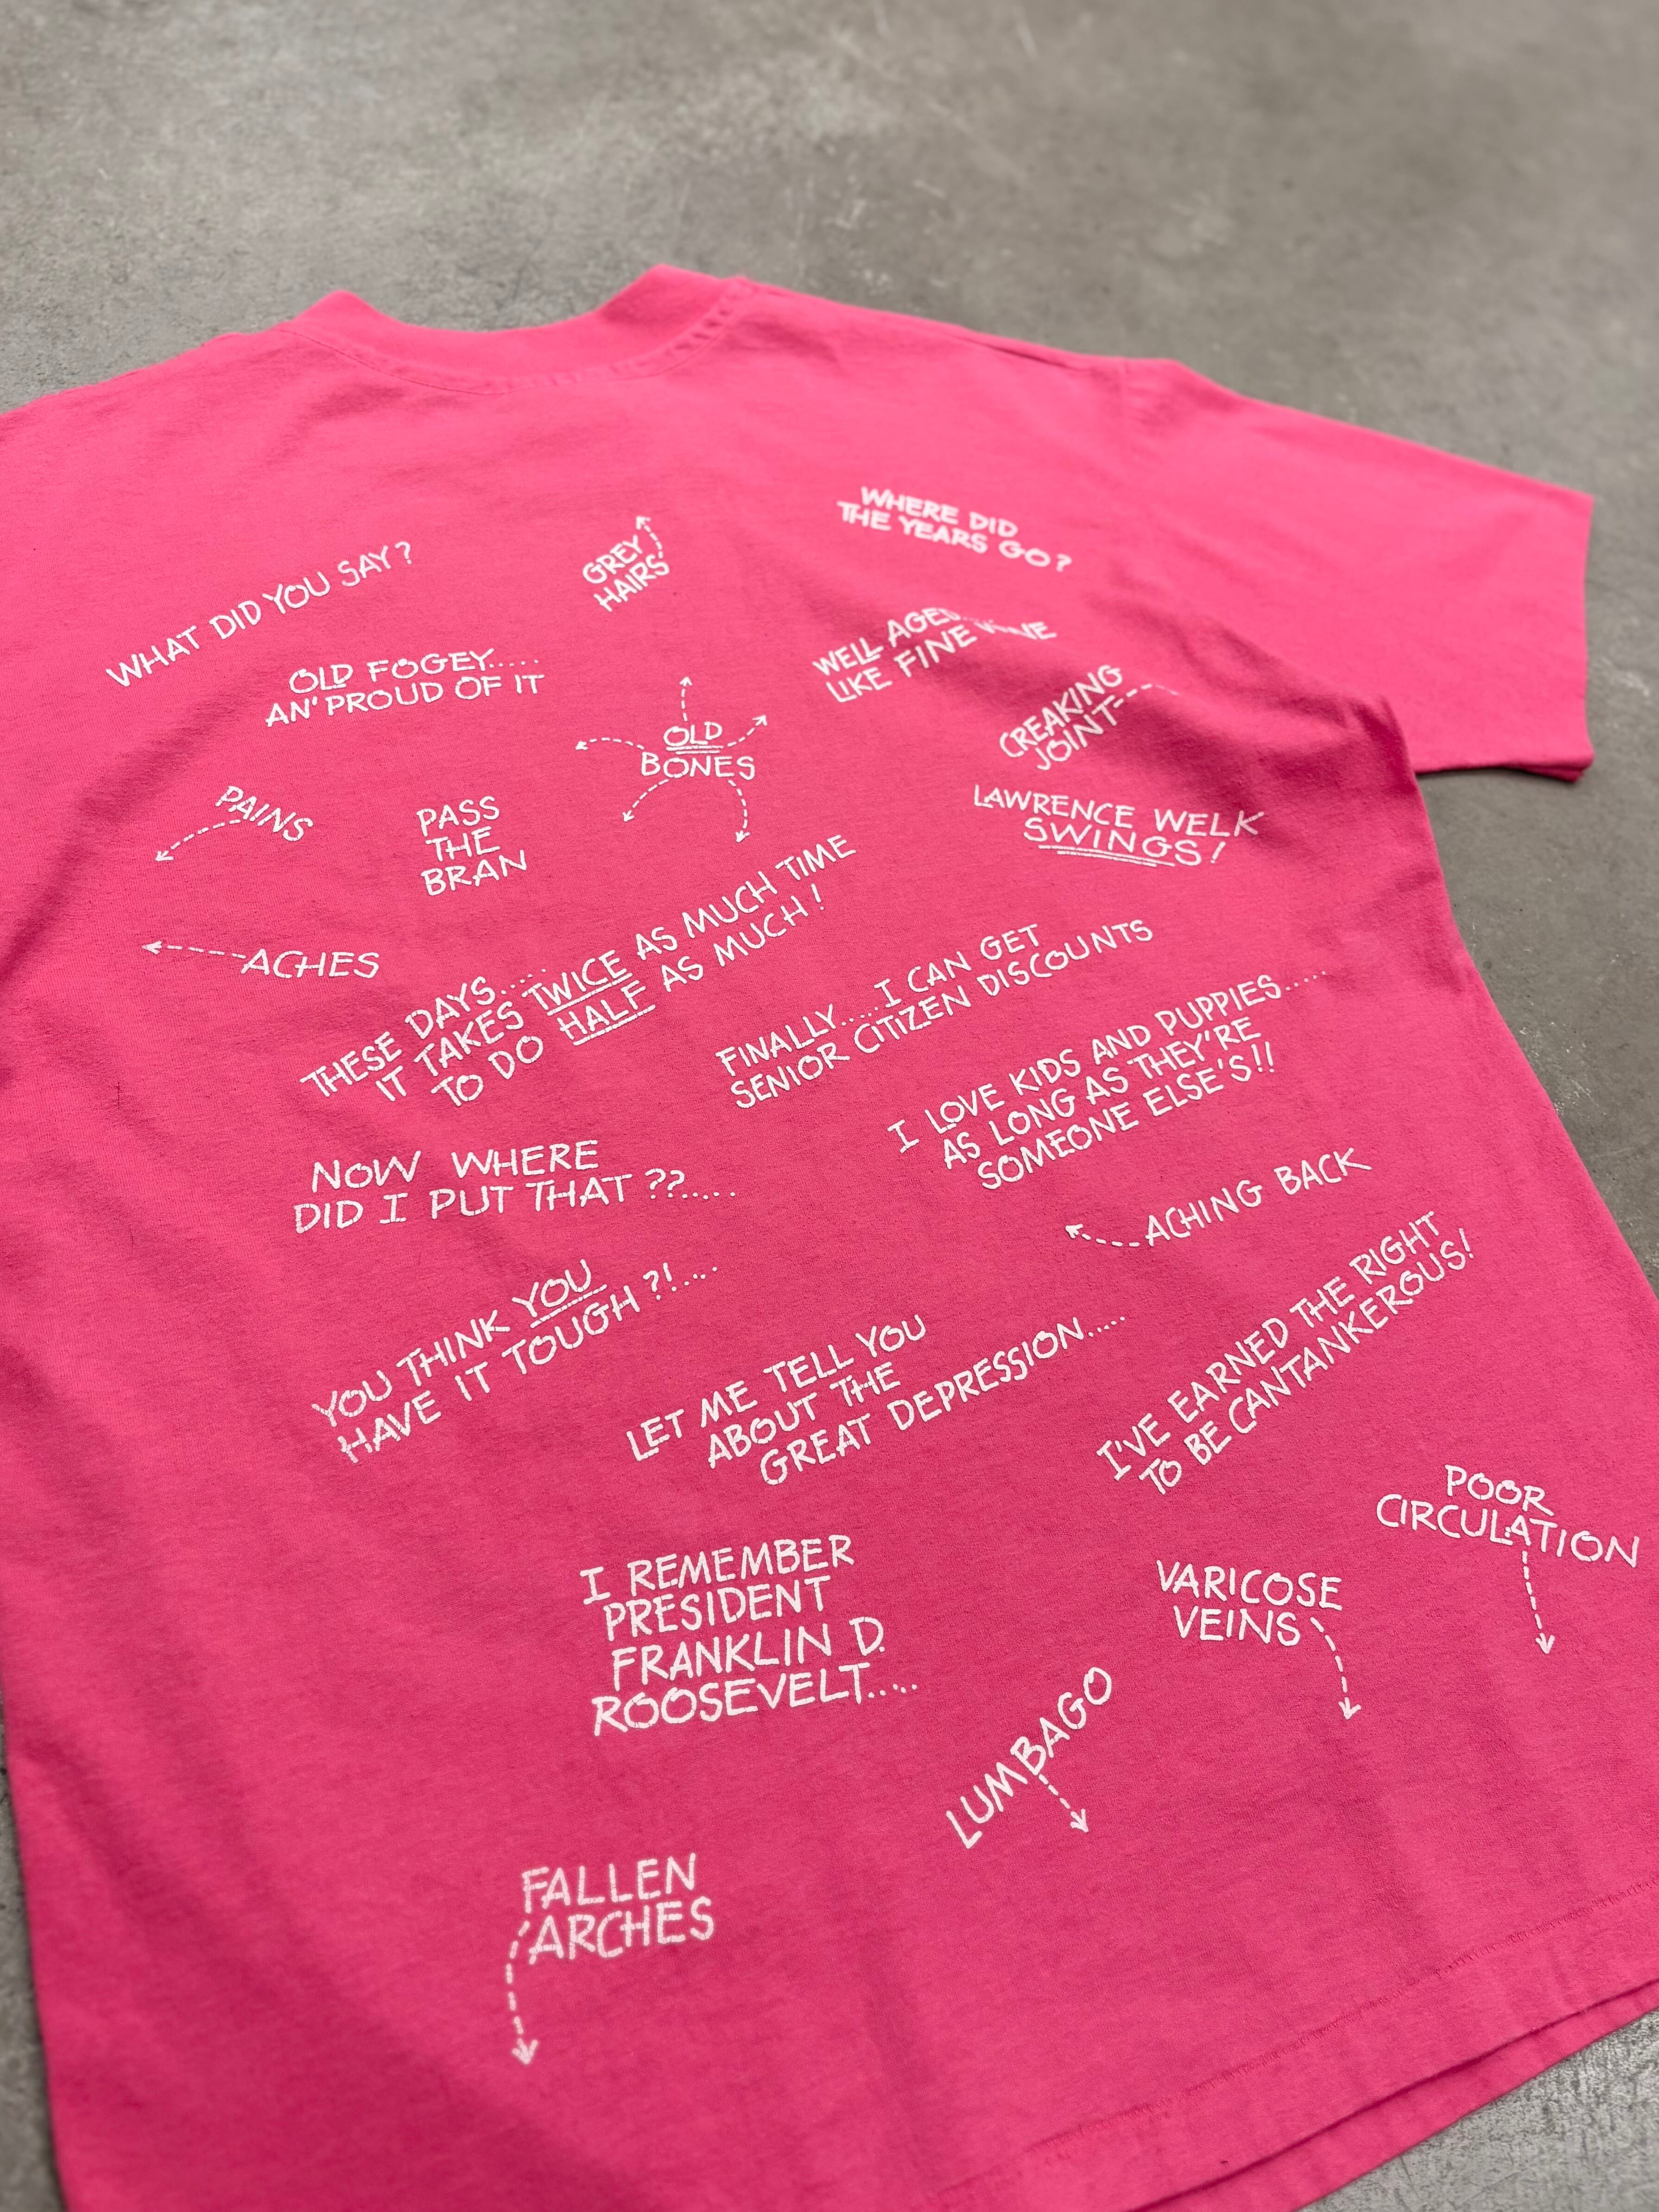 WHAT DID YOU SAY?
GREY
HAIRS
WHERE DID
THE YEARS GO?
OLD FOGEY.....
AN' PROUD OF IT
WELL AGED....
LIKE FINE WINE
OLD
BONES
CREAKING
JOINT
PAINS
PASS
THE
BRAN
LAWRENCE WELK
SWINGS!
ACHES
THESE DAYS.....
IT TAKES TWICE AS MUCH TIME
TO DO HALF AS MUCH!
FINALLY.....I CAN GET
SENIOR CITIZEN DISCOUNTS
I LOVE KIDS AND PUPPIES.....
AS LONG AS THEY'RE
SOMEONE ELSE'S!!
NOW WHERE
DID I PUT THAT ??.....
ACHING BACK
YOU THINK YOU
HAVE IT TOUGH ?!.....
LET ME TELL YOU
ABOUT THE
GREAT DEPRESSION.....
I'VE EARNED THE RIGHT
TO BE CANTANKEROUS!
POOR
CIRCULATION
I REMEMBER
PRESIDENT
FRANKLIN D.
ROOSEVELT.....
VARICOSE
VEINS
LUMBAGO
FALLEN
ARCHES